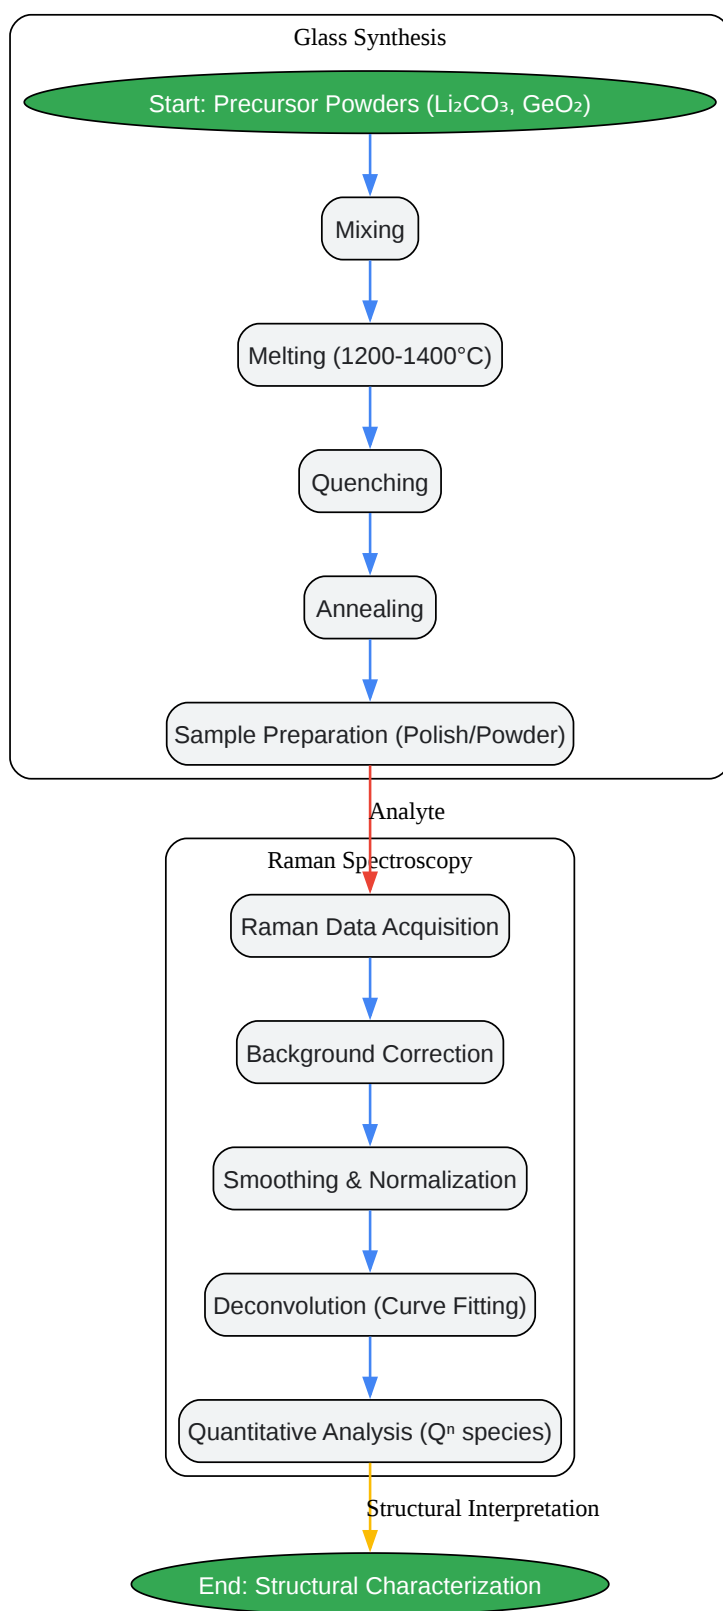 Glass Synthesis
Start: Precursor Powders (Li₂CO₃, GeO₂)
Mixing
Melting (1200-1400°C)
Quenching
Annealing
Sample Preparation (Polish/Powder)
Analyte
Raman Spectroscopy
Raman Data Acquisition
Background Correction
Smoothing & Normalization
Deconvolution (Curve Fitting)
Quantitative Analysis (Qⁿ species)
Structural Interpretation
End: Structural Characterization